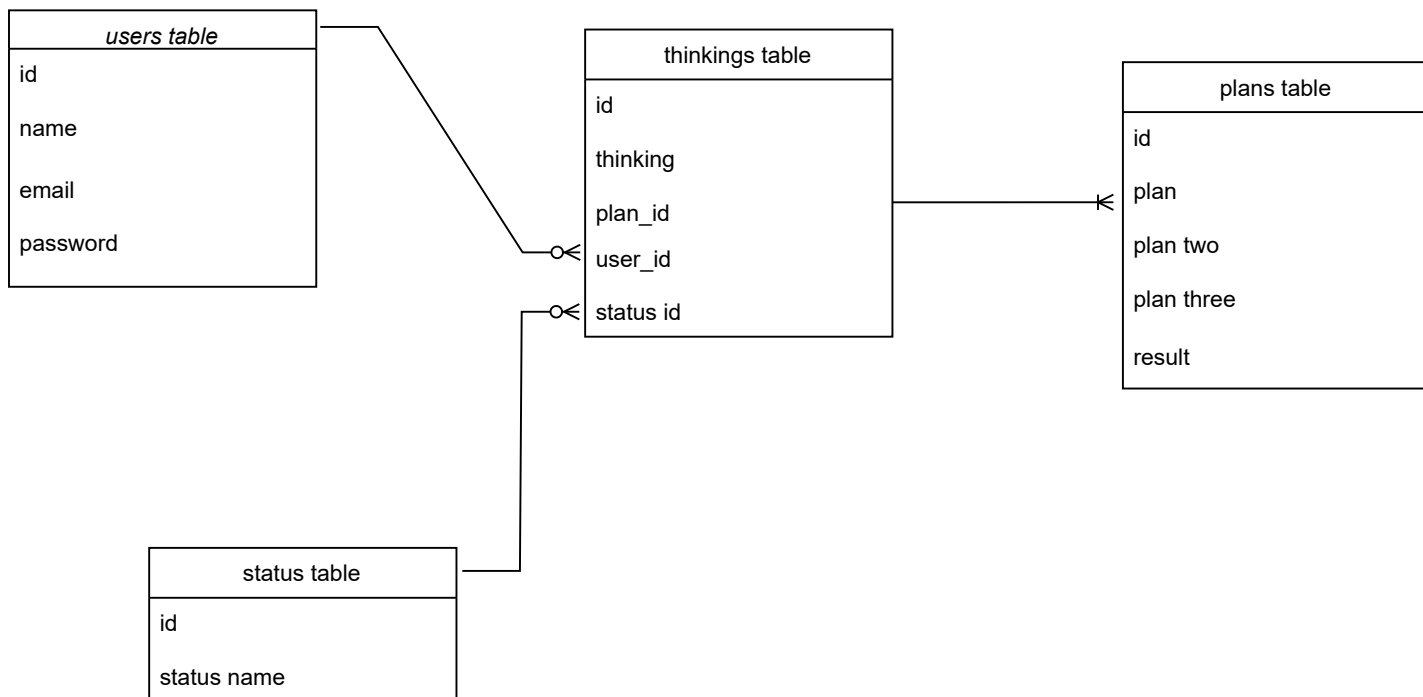 users table
id
name
email
password
thinkings table
id
thinking
plan_id
user_id
status id
plans table
id
plan
plan two
plan three
result
status table
id
status name